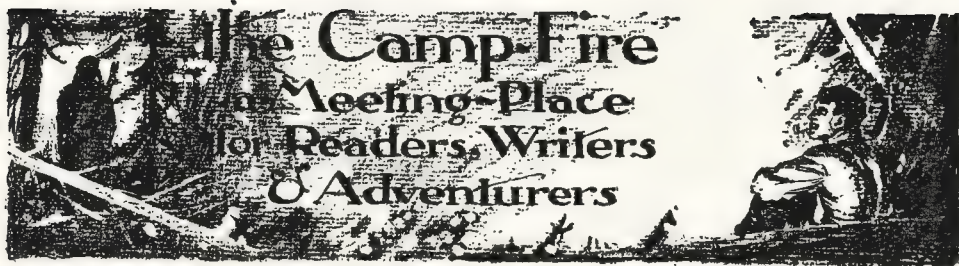 The Camp-Fire
a Meeting-Place
for Readers, Writers
& Adventurers